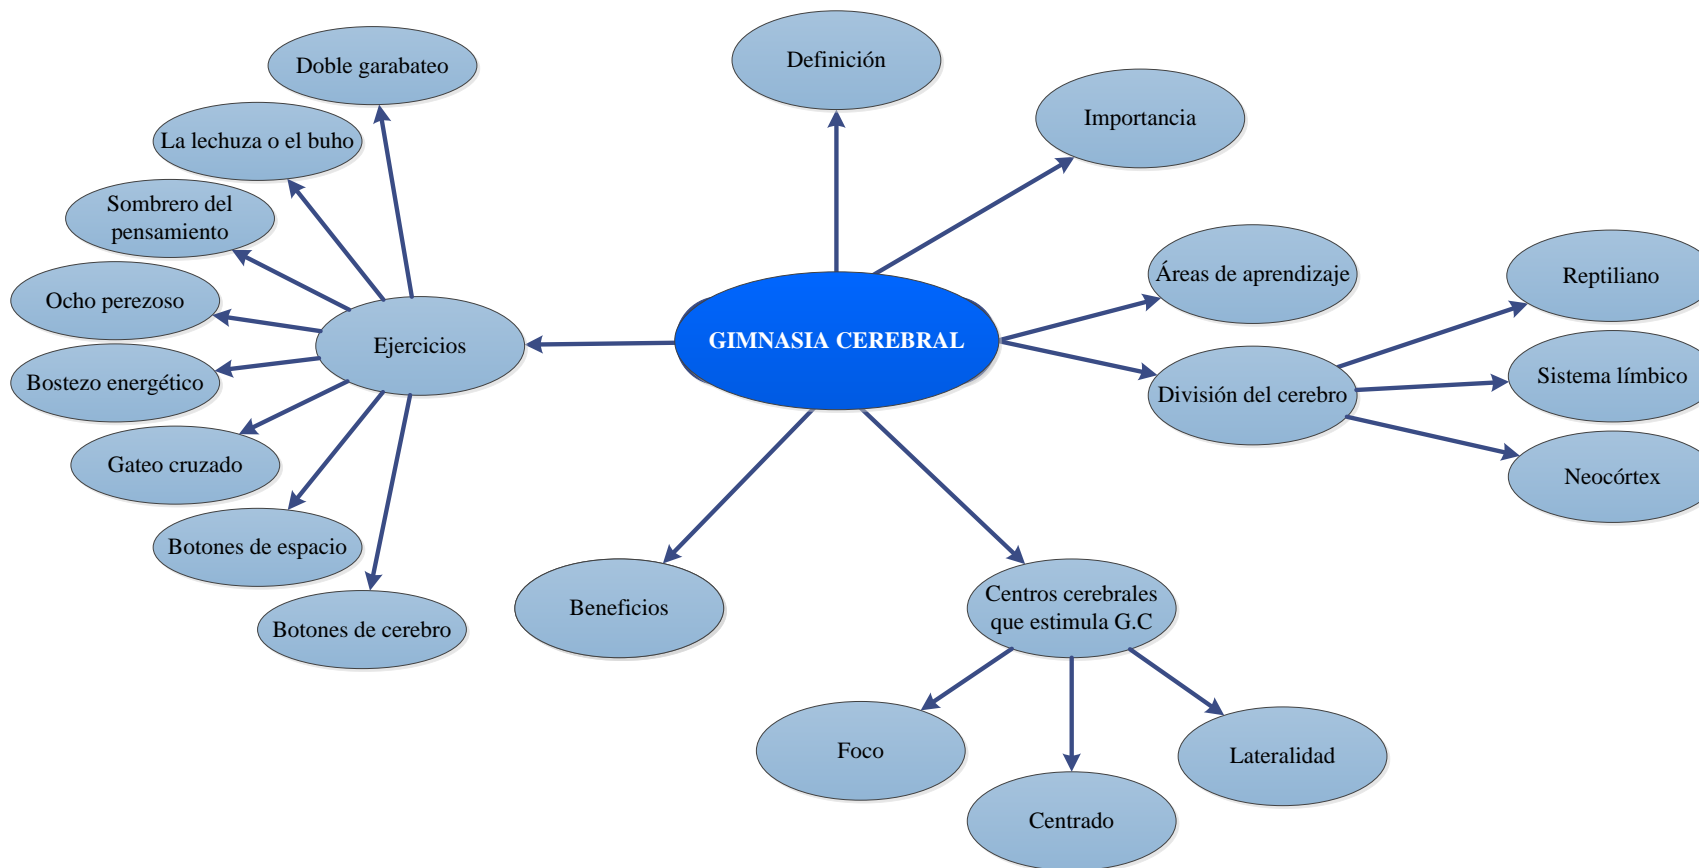 Doble garabateo
Definición
Importancia
La lechuza o el buho
Sombrero del
pensamiento
Áreas de aprendizaje
Reptiliano
Ocho perezoso
GIMNASIA CEREBRAL
Ejercicios
Sistema límbico
Bostezo energético
División del cerebro
Gateo cruzado
Neocórtex
Botones de espacio
Beneficios
Centros cerebrales
que estimula G.C
Botones de cerebro
Foco
Lateralidad
Centrado